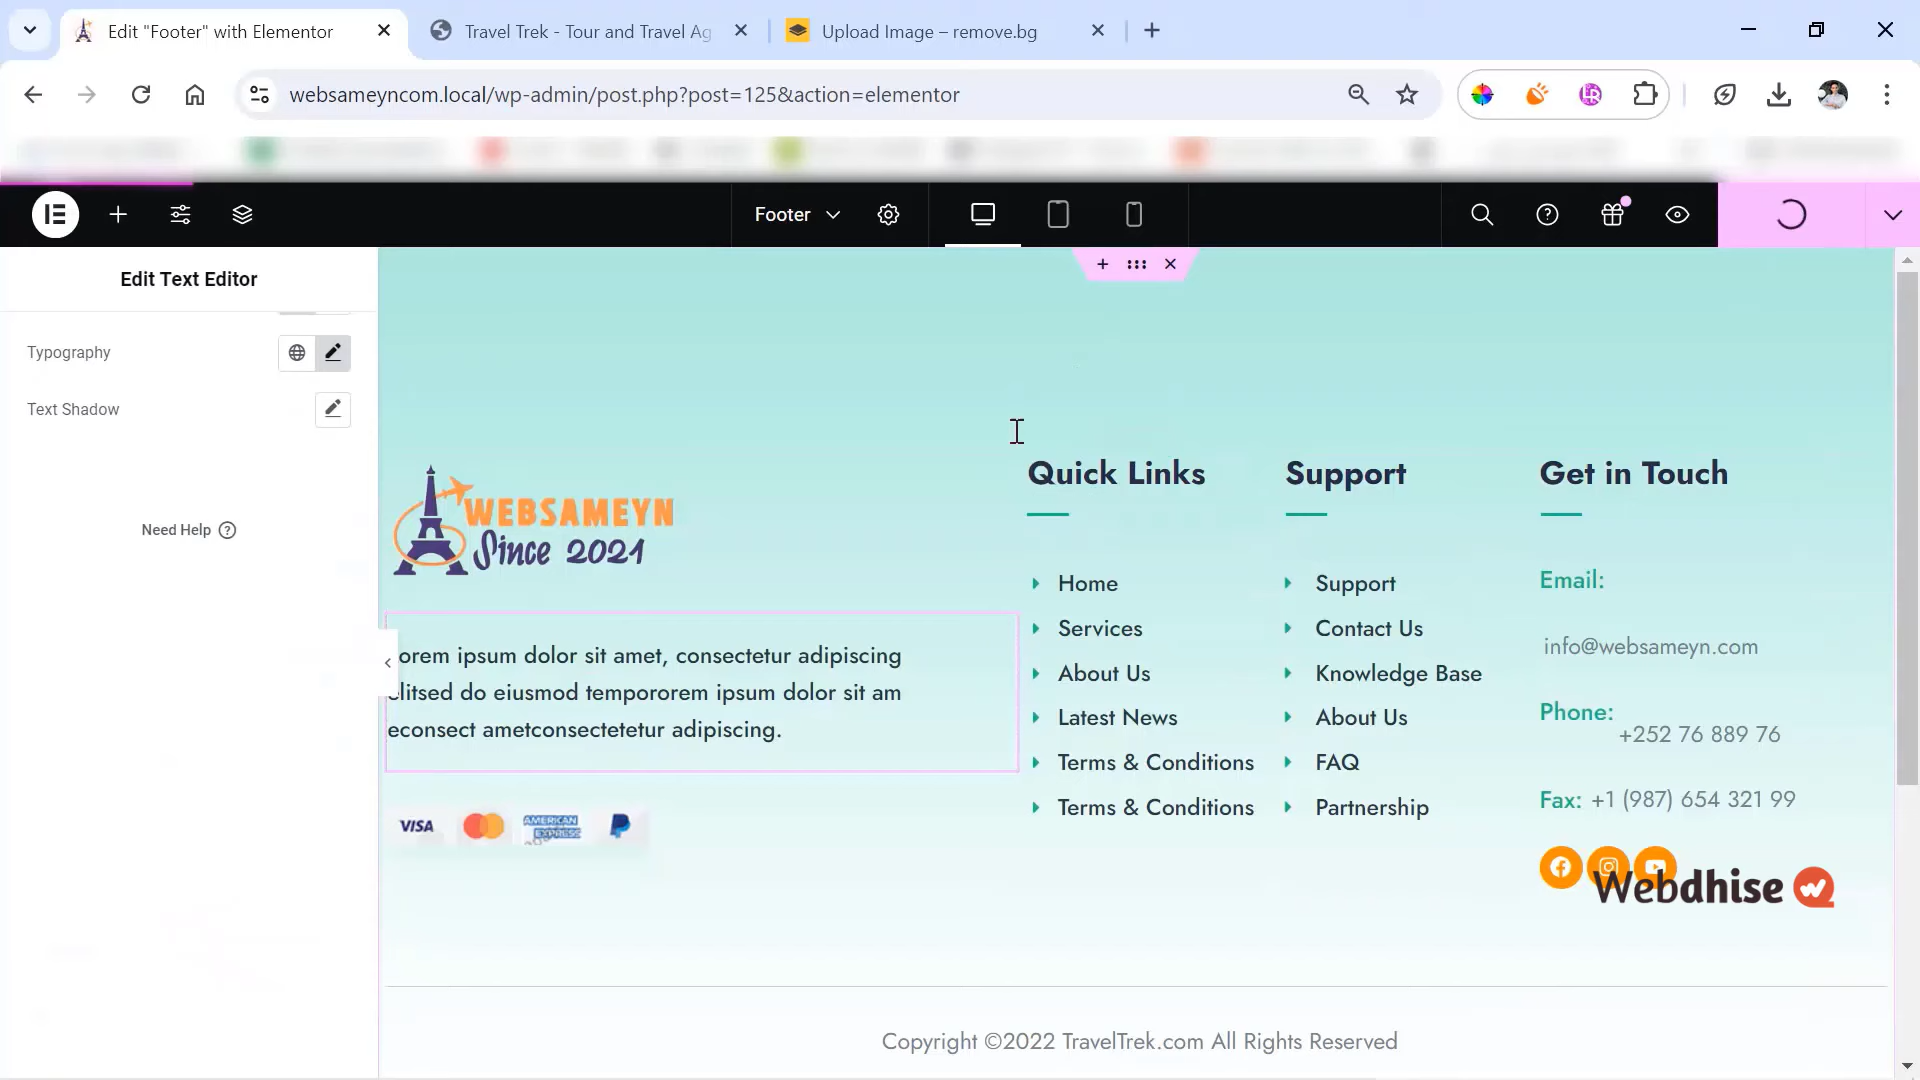 Edit "Footer" with Elementor
Travel Trek - Tour and Travel Ag
Upload Image – remove.bg
websameyncom.local/wp-admin/post.php?post=125&action=elementor
Footer
Edit Text Editor
Typography
Text Shadow
Need Help
WEBSAMEYN
Since 2021
Lorem ipsum dolor sit amet, consectetur adipiscing
elitsed do eiusmod tempororem ipsum dolor sit am
econsect ametconsectetetur adipiscing.
VISA
AMERICAN
EXPRESS
Quick Links
Home
Services
About Us
Latest News
Terms & Conditions
Terms & Conditions
Support
Support
Contact Us
Knowledge Base
About Us
FAQ
Partnership
Get in Touch
Email:
info@websameyn.com
Phone:
+252 76 889 76
Fax: +1 (987) 654 321 99
Webdhise
Copyright ©2022 TravelTrek.com All Rights Reserved